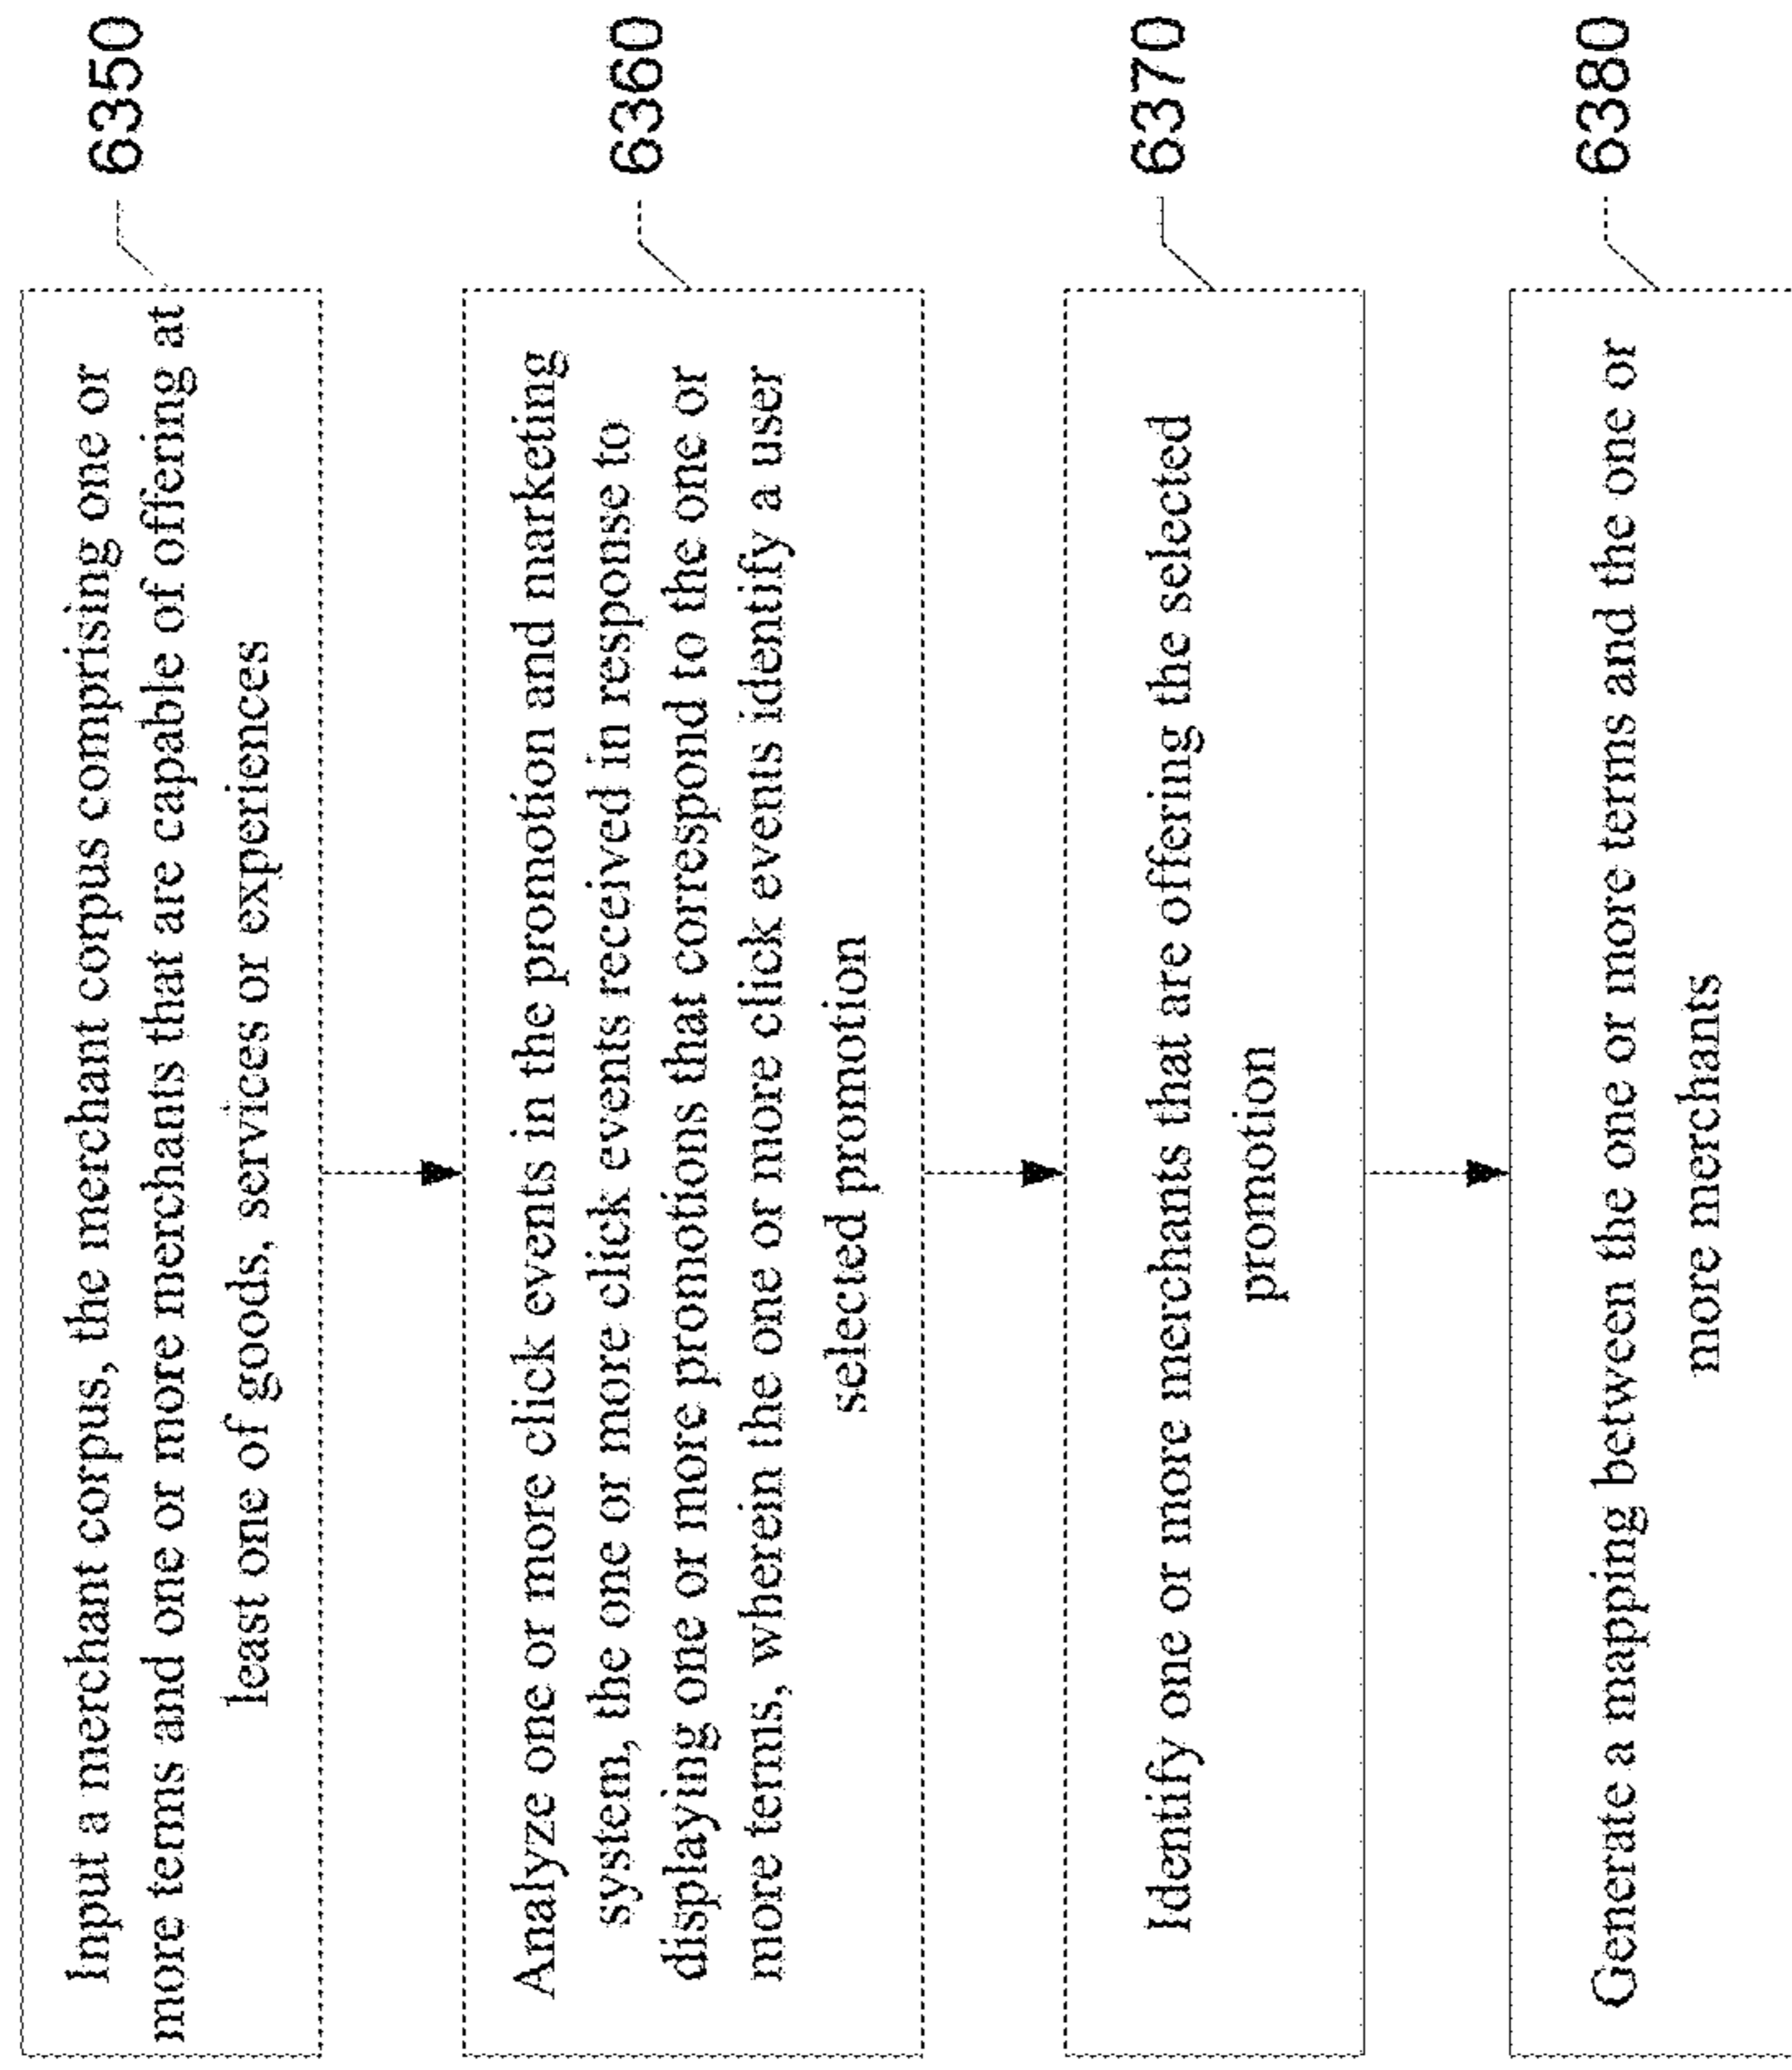 Input a merchant corpus, the merchant corpus comprising one or
more terms and one or more merchants that are capable of offering at
least one of goods, services or experiences
6350
Analyze one or more click events in the promotion and marketing
system, the one or more click events received in response to
displaying one or more promotions that correspond to the one or
more terms, wherein the one or more click events identify a user
selected promotion
6360
Identify one or more merchants that are offering the selected
promotion
6370
Generate a mapping between the one or more terms and the one or
more merchants
6380